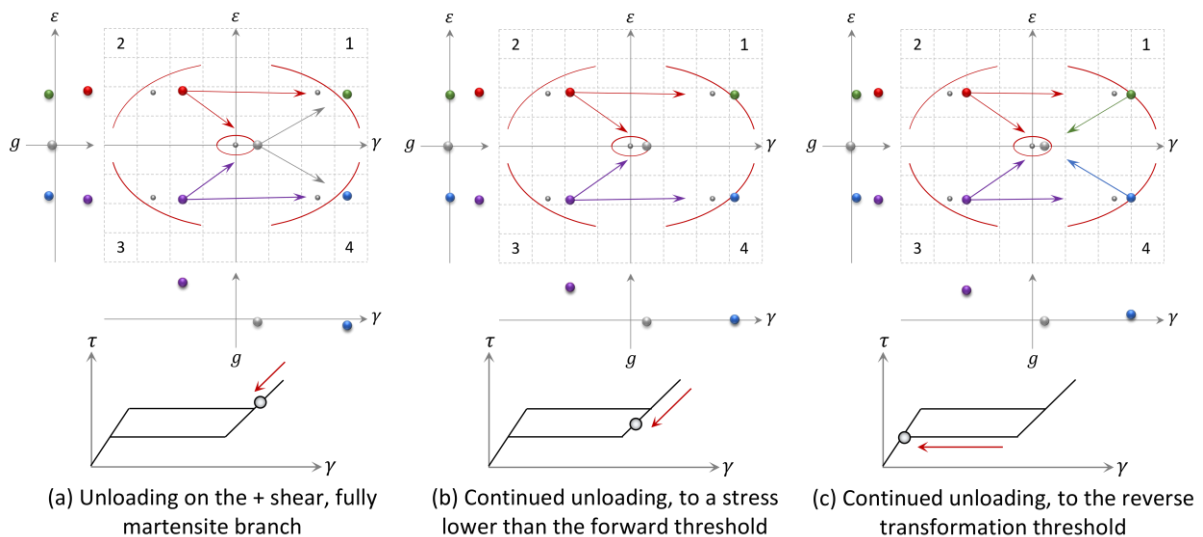 ε
2
1
g
γ
3
4
γ
g
τ
γ
(a) Unloading on the + shear, fully
martensite branch
ε
2
1
g
γ
3
4
γ
g
τ
γ
(b) Continued unloading, to a stress
lower than the forward threshold
ε
2
1
g
γ
3
4
γ
g
τ
γ
(c) Continued unloading, to the reverse
transformation threshold
ε
ε
ε